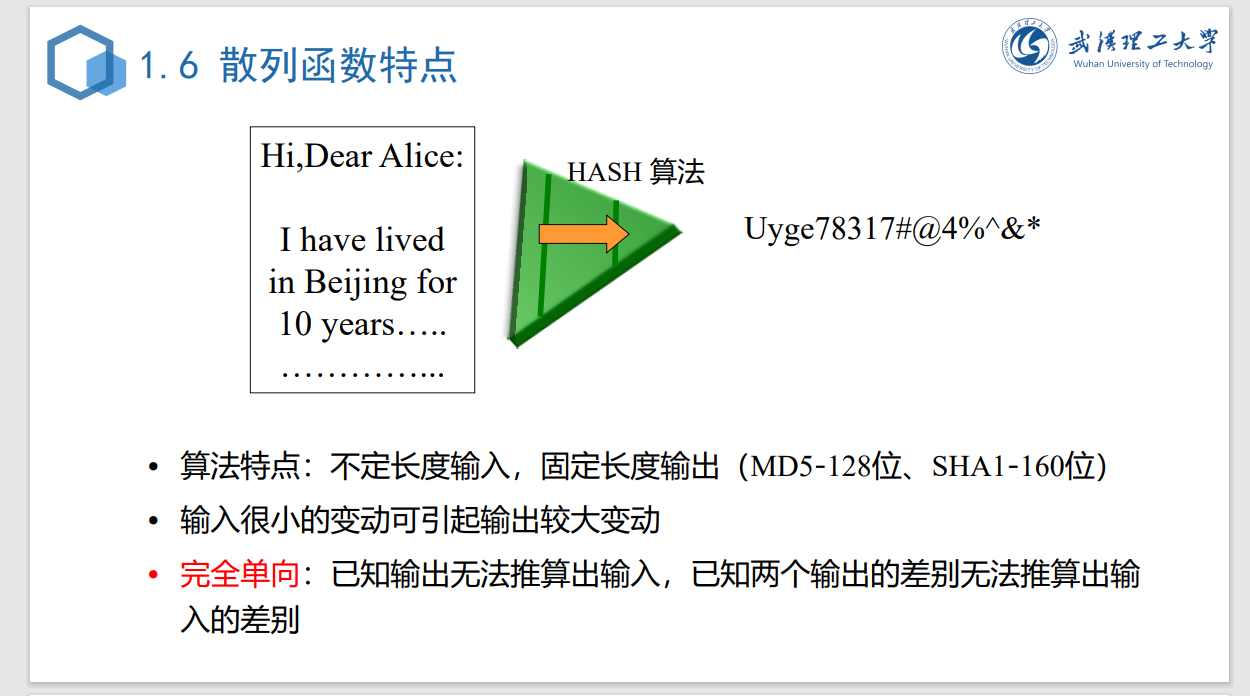 1.6 散列函数特点
武汉理工大学
Wuhan University of Technology
Hi,Dear Alice:
I have lived
in Beijing for
10 years…..
…………...
HASH 算法
Uyge78317#@4%^&*
• 算法特点：不定长度输入，固定长度输出（MD5-128位、SHA1-160位）
• 输入很小的变动可引起输出较大变动
• 完全单向：已知输出无法推算出输入，已知两个输出的差别无法推算出输
入的差别